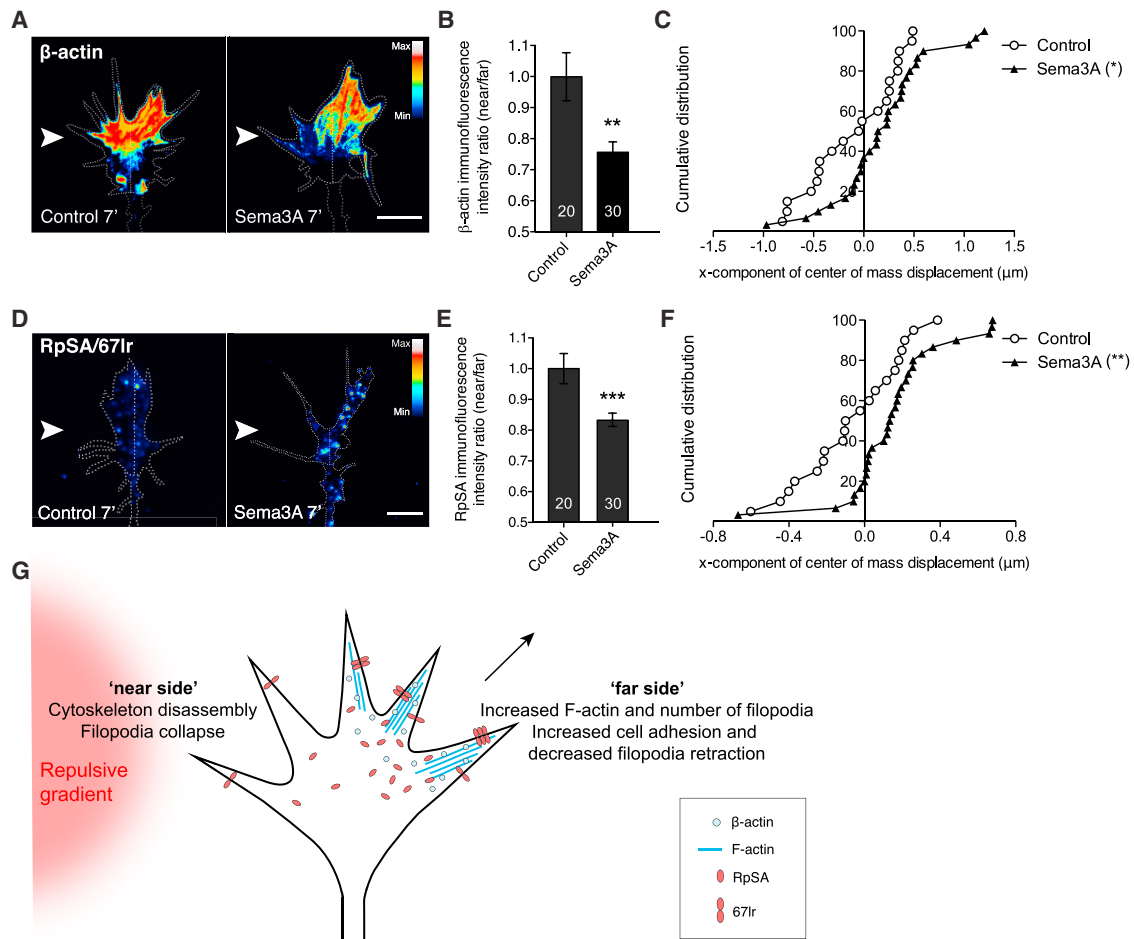 A
β-actin
Max
Min
Control 7’
Sema3A 7’
B
β-actin immunofluorescence
intensity ratio (near/far)
1.1
1.0
0.9
0.8
0.7
0.6
0.5
**
20
30
Control
Sema3A
C
Cumulative distribution
100
80
60
40
20
-1.5
-1.0
-0.5
0.0
0.5
1.0
1.5
x-component of center of mass displacement (μm)
Control
Sema3A (*)
D
RpSA/67lr
Max
Min
Control 7’
Sema3A 7’
E
RpSA immunofluorescence
intensity ratio (near/far)
1.1
1.0
0.9
0.8
0.7
0.6
0.5
***
20
30
Control
Sema3A
F
Cumulative distribution
100
80
60
40
20
-0.8
-0.4
0.0
0.4
0.8
x-component of center of mass displacement (μm)
Control
Sema3A (**)
G
‘near side’
Cytoskeleton disassembly
Filopodia collapse
Repulsive
gradient
‘far side’
Increased F-actin and number of filopodia
Increased cell adhesion and
decreased filopodia retraction
β-actin
F-actin
RpSA
67lr